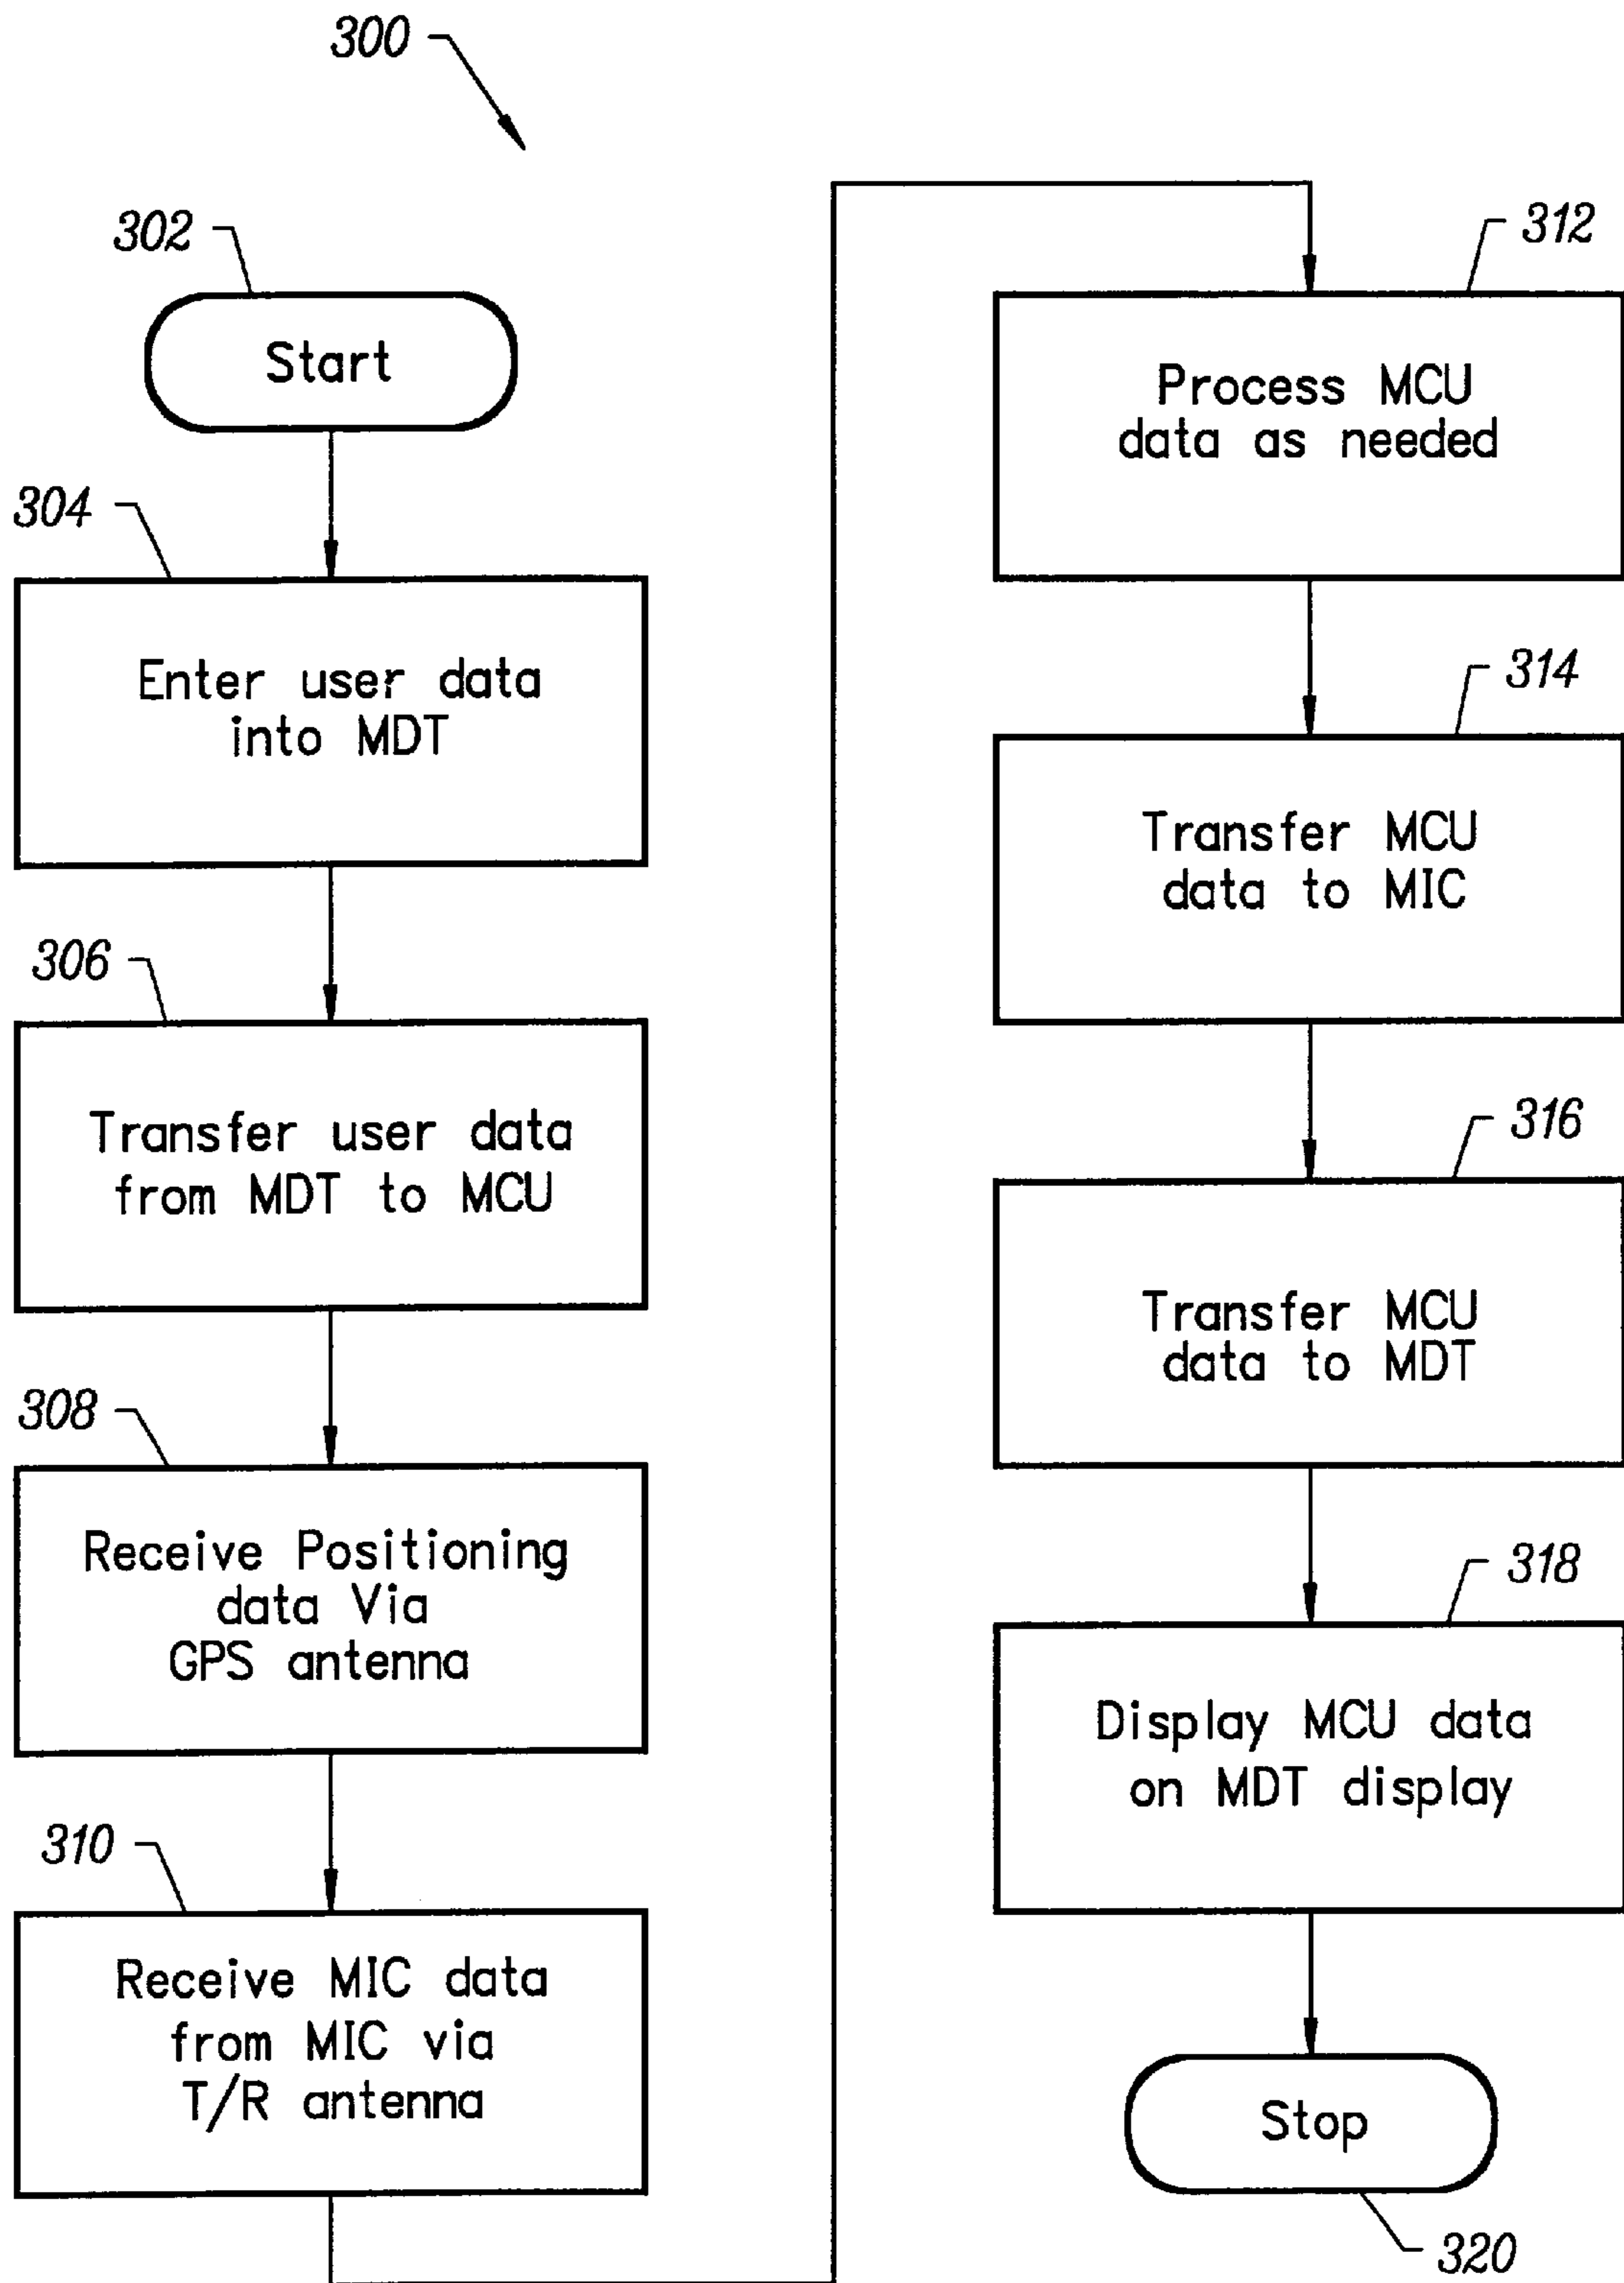 300
302
Start
304
Enter user data
into MDT
306
Transfer user data
from MDT to MCU
308
Receive Positioning
data Via
GPS antenna
310
Receive MIC data
from MIC via
T/R antenna
312
Process MCU
data as needed
314
Transfer MCU
data to MIC
316
Transfer MCU
data to MDT
318
Display MCU data
on MDT display
Stop
320